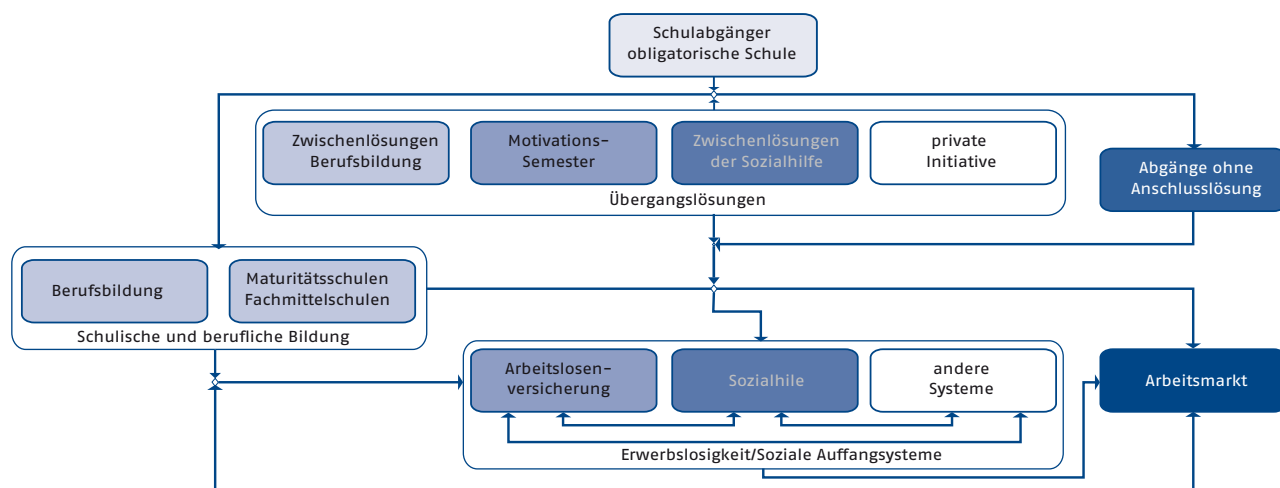 Schulabgänger
obligatorische Schule
Zwischenlösungen
Berufsbildung
Motivations-
Semester
Zwischenlösungen
der Sozialhilfe
private
Initiative
Übergangslösungen
Abgänge ohne
Anschlusslösung
Berufsbildung
Maturitätsschulen
Fachmittelschulen
Schulische und berufliche Bildung
Arbeitslosen-
versicherung
Sozialhile
andere
Systeme
Erwerbslosigkeit/Soziale Auffangsysteme
Arbeitsmarkt